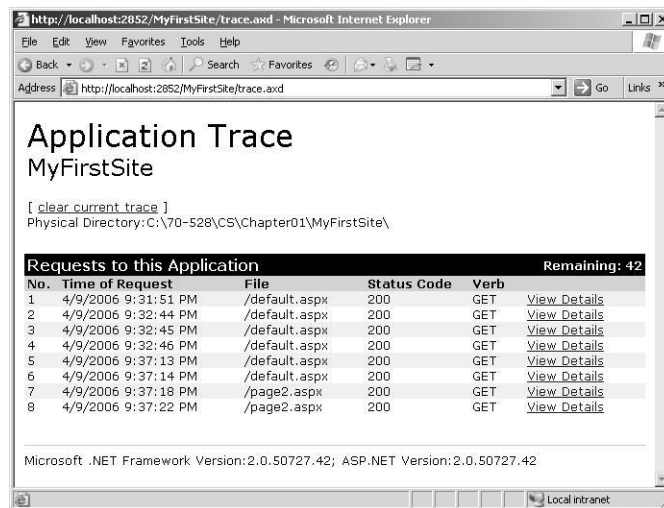 http://localhost:2852/MyFirstSite/trace.axd - Microsoft Internet Explorer
File Edit View Favorites Tools Help
Back Search Favorites
Address http://localhost:2852/MyFirstSite/trace.axd Go Links »
Application Trace
MyFirstSite
[ clear current trace ]
Physical Directory:C:\70-528\CS\Chapter01\MyFirstSite\
Requests to this Application Remaining: 42
No. Time of Request File Status Code Verb
1 4/9/2006 9:31:51 PM /default.aspx 200 GET View Details
2 4/9/2006 9:32:44 PM /default.aspx 200 GET View Details
3 4/9/2006 9:32:45 PM /default.aspx 200 GET View Details
4 4/9/2006 9:32:46 PM /default.aspx 200 GET View Details
5 4/9/2006 9:37:13 PM /default.aspx 200 GET View Details
6 4/9/2006 9:37:14 PM /default.aspx 200 GET View Details
7 4/9/2006 9:37:18 PM /page2.aspx 200 GET View Details
8 4/9/2006 9:37:22 PM /page2.aspx 200 GET View Details
Microsoft .NET Framework Version:2.0.50727.42; ASP.NET Version:2.0.50727.42
Local intranet